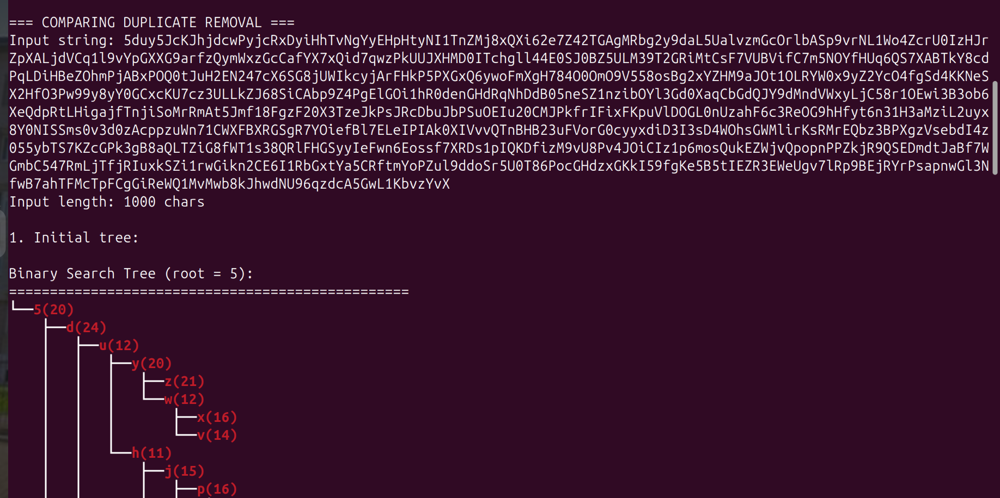 === COMPARING DUPLICATE REMOVAL ===
Input string: 5duy5JcKJhjdcwPyjcRxDyiHhTvNgYyEHpHtyNI1TnZMj8xQXi62e7Z42TGAgMRbg2y9daL5UalvzmGcOrlbASp9vrNL1Wo4ZcrU0IzHJr
ZpXALjdVCq1l9vYpGXXG9arfzQymWxzGcCafYX7xQid7qwzPkUUJXHMD0ITchgll44E0SJ0BZ5ULM39T2GRiMtCsF7VUBVifC7m5NOYfHUq6QS7XABTkY8cd
PqLDiHBeZOhmPjABxPOQQ0tJuH2EN247cX6SG8jUWIkcyjArFHkP5PXGxQ6ywoFmXgH784O0OmO9V558osBg2xYZHM9aJOt1OLRYW0x9yZ2YcO4fgSd4KKNeS
X2HfO3Pw99y8yY0GCxcKU7cz3ULLkZJ68SiCAbp9Z4PgElGOi1hR0denGHdRqNhDdB05neSZ1nzibOYl3Gd0XaqCbGdQJY9dMndVWxyLjC58r1OEwi3B3ob6
XeQdpRtLHigajfTnjiSoMrRmAt5Jmf18FgzF20X3TzeJkPsJRcDbuJbPSuOEIu20CMJPkfrIFixFKpuVlDOGL0nUzahF6c3ReOG9hHfyt6n31H3aMziL2uyx
8Y0NISSms0v3d0zAcppzuWn71CWXFBXRGSgR7YOiefBl7ELeIPIAk0XIVvvQTnBHB23uFVorG0cyyxdiD3I3sD4WOhsGWMlirKsRMrEQbz3BPXgzVsebdI4z
055ybTS7KZcGPk3gB8aQLTZiG8fWT1s38QRlFHGSyyIeFwn6Eossf7XRDs1pIQKDfizM9vU8Pv4JOiCIz1p6mosQukEZWjvQpopnPPZkjR9QSEDmdtJaBf7W
GmbC547RmLjTfjRIuxkSZi1rwGikn2CE6I1RbGxtYa5CRftmYoPZul9ddoSr5U0T86PocGHdzxGKkI59fgKe5B5tIEZR3EWeUgv7lRp9BEjRYrPsapnwGl3N
fwB7ahTFMcTpFCgGiReWQ1MvMwb8kJhwdNU96qzdcA5GwL1KbvzYvX
Input length: 1000 chars
1. Initial tree:
Binary Search Tree (root = 5):
=================================================
└──5(20)
├──d(24)
├──u(12)
├──y(20)
├──z(21)
└──w(12)
├──x(16)
└──v(14)
└──h(11)
├──j(15)
├──p(16)